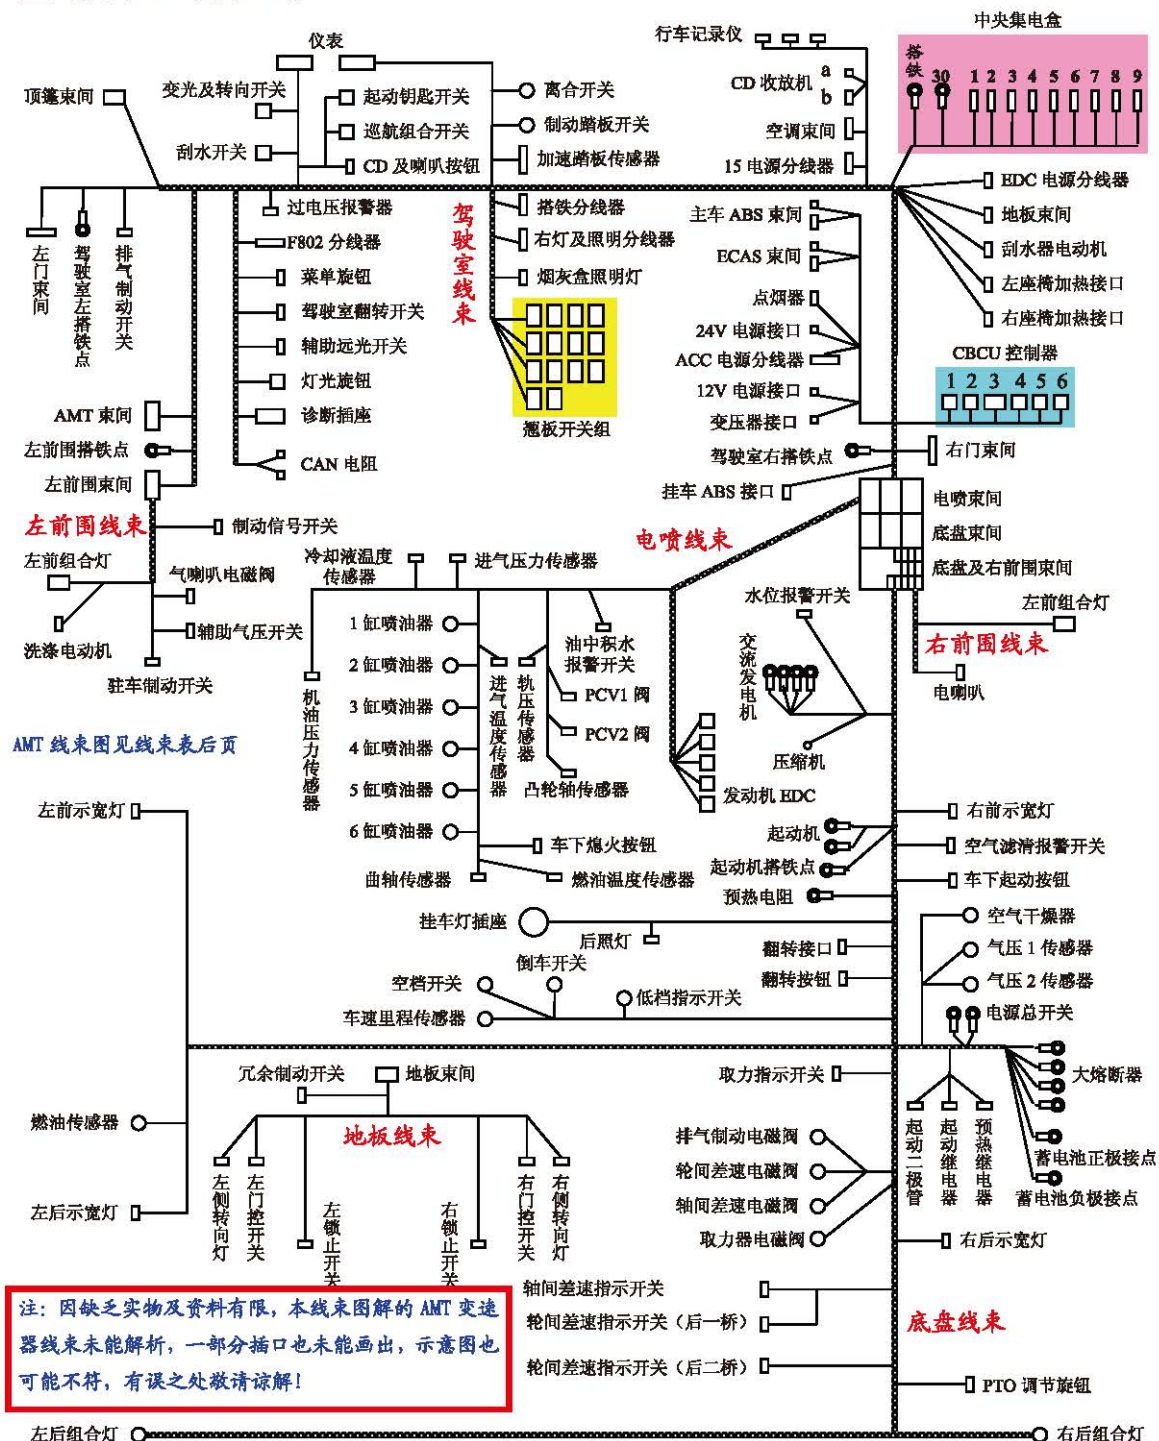 中央集电盒
行车记录仪
仪表
搭铁
30
1 2 3 4 5 6 7 8 9
CD 收放机
a
b
变光及转向开关
顶篷束间
起动钥匙开关
离合开关
巡航组合开关
制动踏板开关
空调束间
刮水开关
CD 及喇叭按钮
加速踏板传感器
15 电源分线器
EDC 电源分线器
过电压报警器
搭铁分线器
主车 ABS 束间
地板束间
左门束间
驾驶室左搭铁点
排气制动开关
F802 分线器
驾驶室线束
右灯及照明分线器
ECAS 束间
刮水器电动机
菜单旋钮
烟灰盒照明灯
点烟器
左座椅加热接口
驾驶室翻转开关
24V 电源接口
右座椅加热接口
辅助远光开关
ACC 电源分线器
CBCU 控制器
灯光旋钮
12V 电源接口
1 2 3 4 5 6
AMT 束间
诊断插座
翘板开关组
变压器接口
左前围搭铁点
CAN 电阻
驾驶室右搭铁点
右门束间
左前围束间
挂车 ABS 接口
电喷束间
左前围线束
制动信号开关
电喷线束
底盘束间
左前组合灯
气喇叭电磁阀
冷却液温度
传感器
进气压力传感器
底盘及右前围束间
水位报警开关
左前组合灯
1 缸喷油器
洗涤电动机
辅助气压开关
油中积水
报警开关
交流发电机
右前围线束
驻车制动开关
2 缸喷油器
机油压力传感器
进气温度传感器
轨压传感器
PCV1 阀
电喇叭
3 缸喷油器
PCV2 阀
AMT 线束图见线束表后页
4 缸喷油器
压缩机
5 缸喷油器
凸轮轴传感器
发动机 EDC
左前示宽灯
右前示宽灯
6 缸喷油器
车下熄火按钮
起动机
空气滤清报警开关
曲轴传感器
燃油温度传感器
起动机搭铁点
车下起动按钮
预热电阻
挂车灯插座
后照灯
空气干燥器
翻转接口
气压 1 传感器
倒车开关
空档开关
翻转按钮
气压 2 传感器
低档指示开关
车速里程传感器
电源总开关
冗余制动开关
地板束间
取力指示开关
大熔断器
燃油传感器
地板线束
起动二极管
起动继电器
预热继电器
排气制动电磁阀
蓄电池正极接点
左侧转向灯
左门控开关
左锁止开关
右锁止开关
右门控开关
右侧转向灯
轮间差速电磁阀
蓄电池负极接点
左后示宽灯
轴间差速电磁阀
取力器电磁阀
右后示宽灯
轴间差速指示开关
注：因缺乏实物及资料有限，本线束图解的 AMT 变速
器线束未能解析，一部分插口也未能画出，示意图也
可能不符，有误之处敬请谅解！
轮间差速指示开关（后一桥）
底盘线束
轮间差速指示开关（后二桥）
PTO 调节旋钮
左后组合灯
右后组合灯